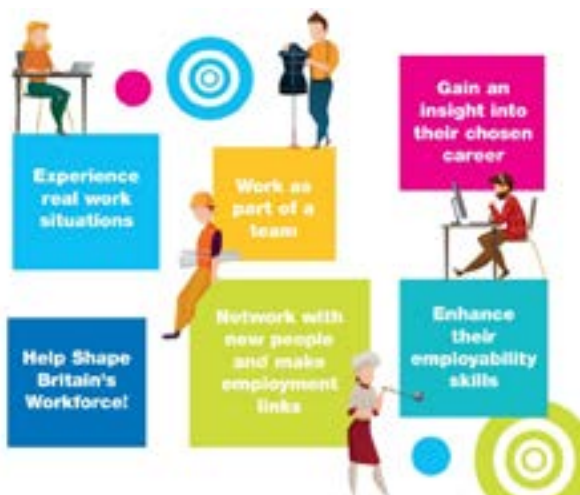 Experience
real work
situations
Work as
part of a
team
Gain an
insight into
their chosen
career
Help Shape
Britain's
Workforce!
Network with
new people
and make
employment
links
Enhance
their
employability
skills